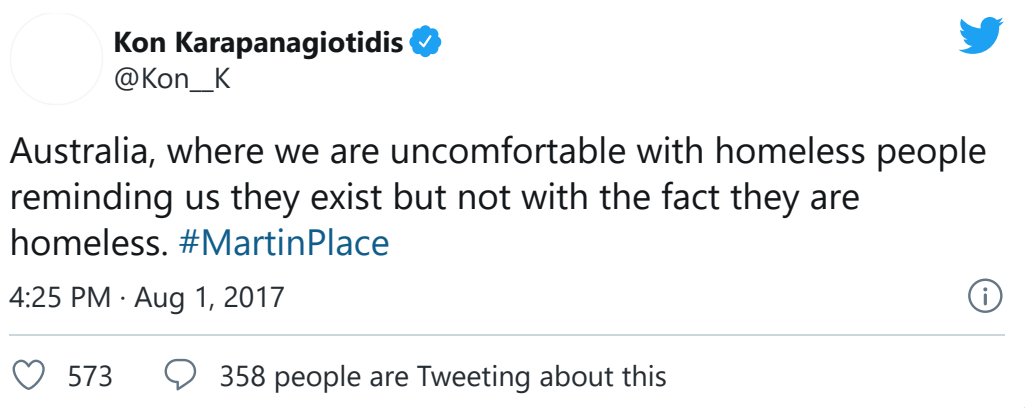 Kon Karapanagiotidis
@Kon__K
Australia, where we are uncomfortable with homeless people
reminding us they exist but not with the fact they are
homeless. #MartinPlace
4:25 PM · Aug 1, 2017
573 358 people are Tweeting about this